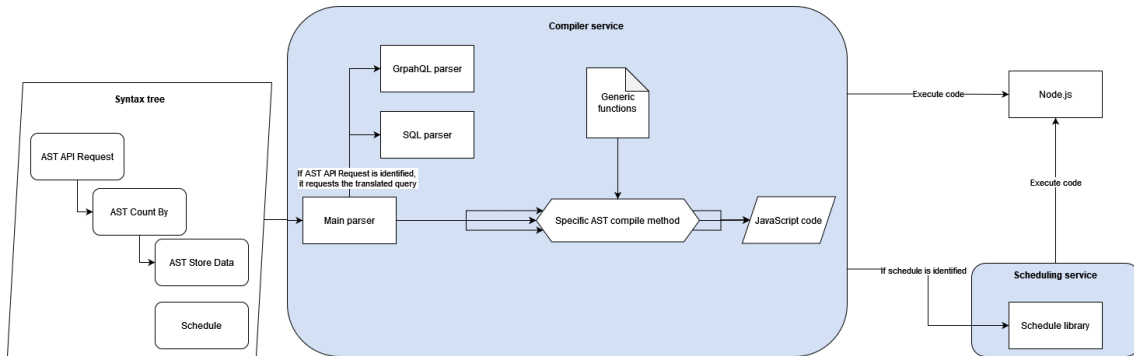 Compiler service
GrpahQL parser
Syntax tree
Generic
functions
Execute code
Node.js
AST API Request
SQL parser
If AST API Request is identified,
it requests the translated query
Execute code
AST Count By
Main parser
Specific AST compile method
JavaScript code
AST Store Data
If schedule is identified
Scheduling service
Schedule
Schedule library